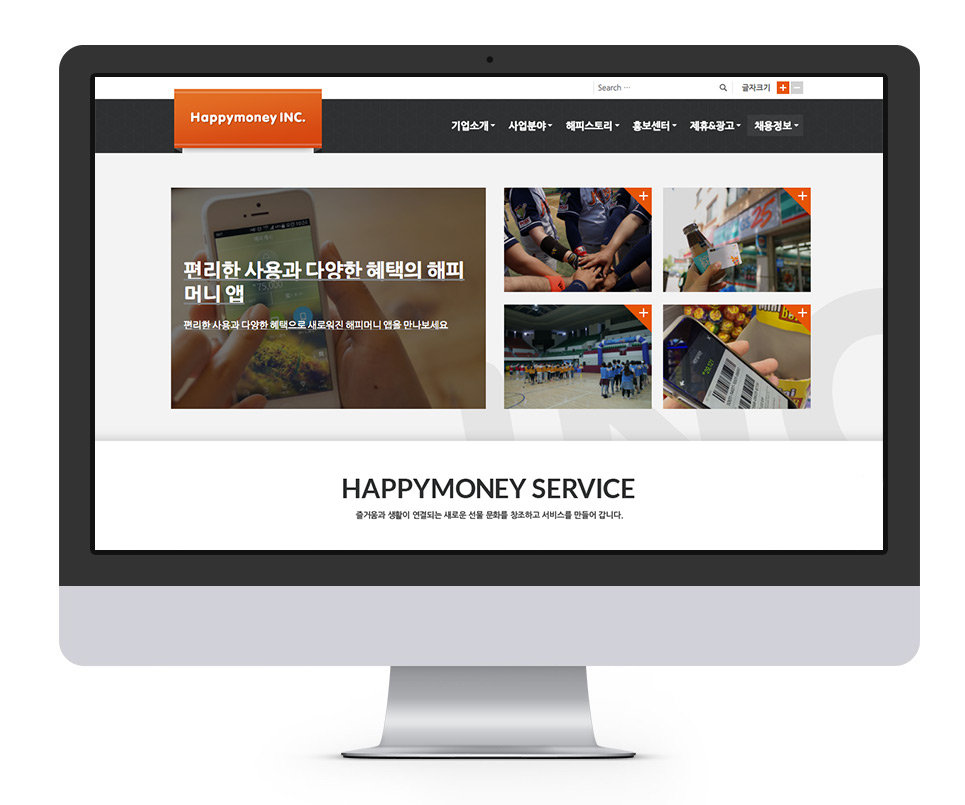 Search ...
글자크기
Happymoney INC.
기업소개 사업분야 해피스토리 홍보센터 제휴&광고 채용정보
편리한 사용과 다양한 혜택의 해피
머니 앱
편리한 사용과 다양한 혜택으로 새로워진 해피머니 앱을 만나보세요
25
HAPPYMONEY SERVICE
즐거움과 생활이 연결되는 새로운 선물 문화를 창조하고 서비스를 만들어 갑니다.